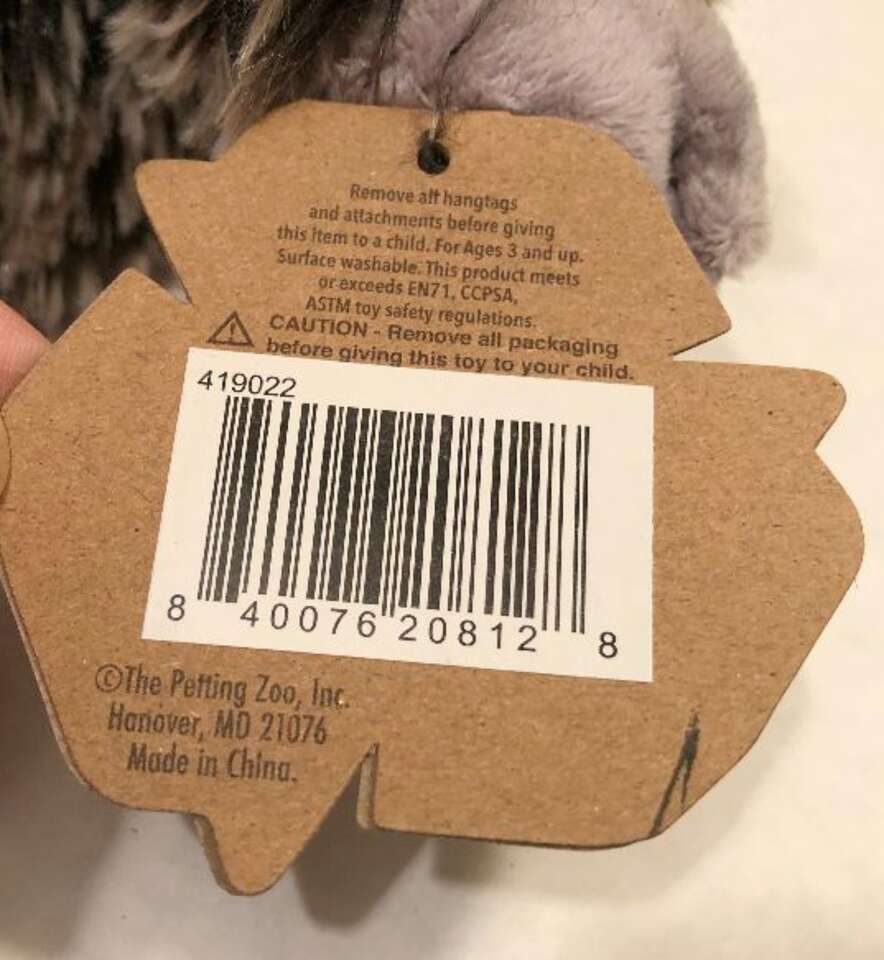 Remove all hangtags
and attachments before giving
this item to a child. For Ages 3 and up.
Surface washable. This product meets
or exceeds EN71, CCPSA,
ASTM toy safety regulations.
CAUTION - Remove all packaging
before giving this toy to your child.
419022
8 40076 20812 8
©The Petting Zoo, Inc.
Hanover, MD 21076
Made in China.